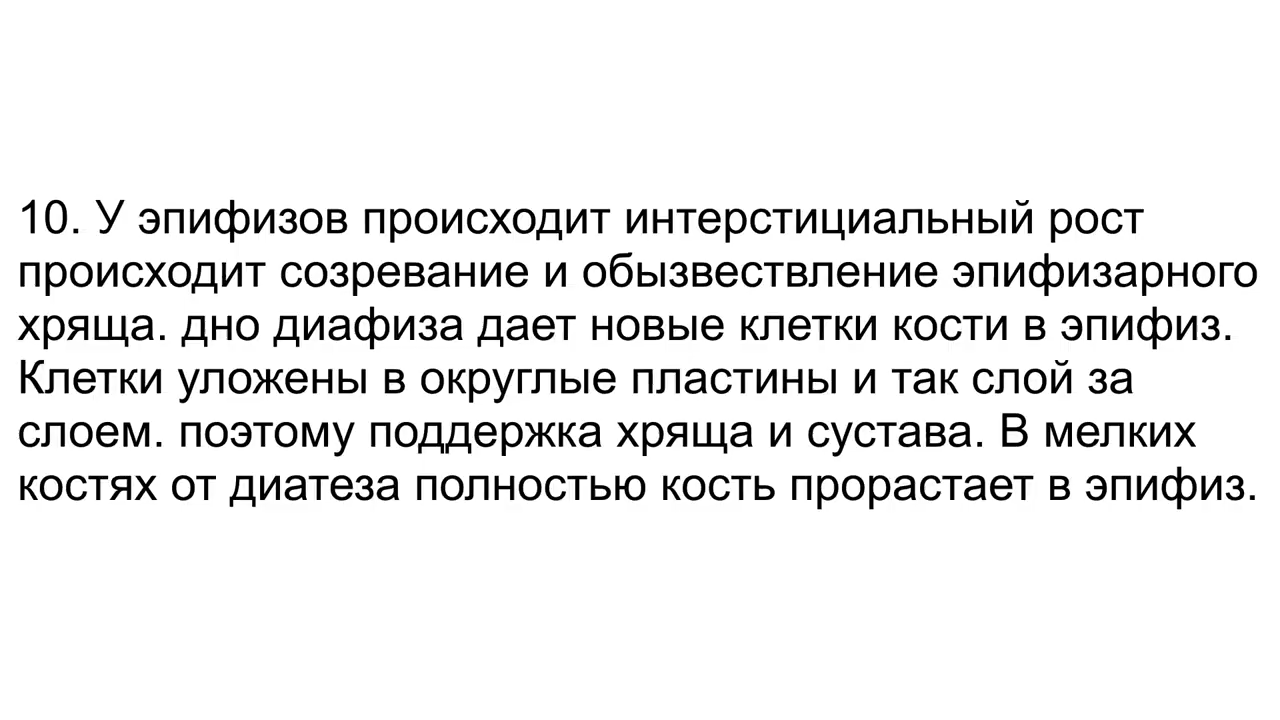 10. У эпифизов происходит интерстициальный рост
происходит созревание и обызвествление эпифизарного
хряща. дно диафиза дает новые клетки кости в эпифиз.
Клетки уложены в округлые пластины и так слой за
слоем. поэтому поддержка хряща и сустава. В мелких
костях от диатеза полностью кость прорастает в эпифиз.